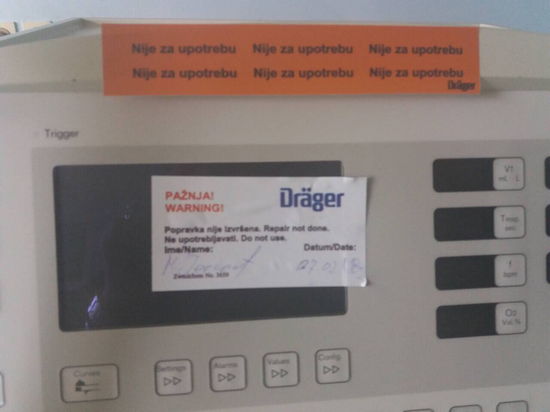 Nije za upotrebu Nije za upotrebu Nije za upotrebu
Nije za upotrebu Nije za upotrebu Nije za upotrebu
Dräger
Trigger
PAŽNJA!
WARNING!
Dräger
Popravka nije izvršena. Repair not done.
Ne upotrebljavati. Do not use.
Ime/Name: Datum/Date:
VT
mL L
Tinsp
sec
f
bpm
O2
Vol.%
Curves
Settings
Alarms
Values
Config.